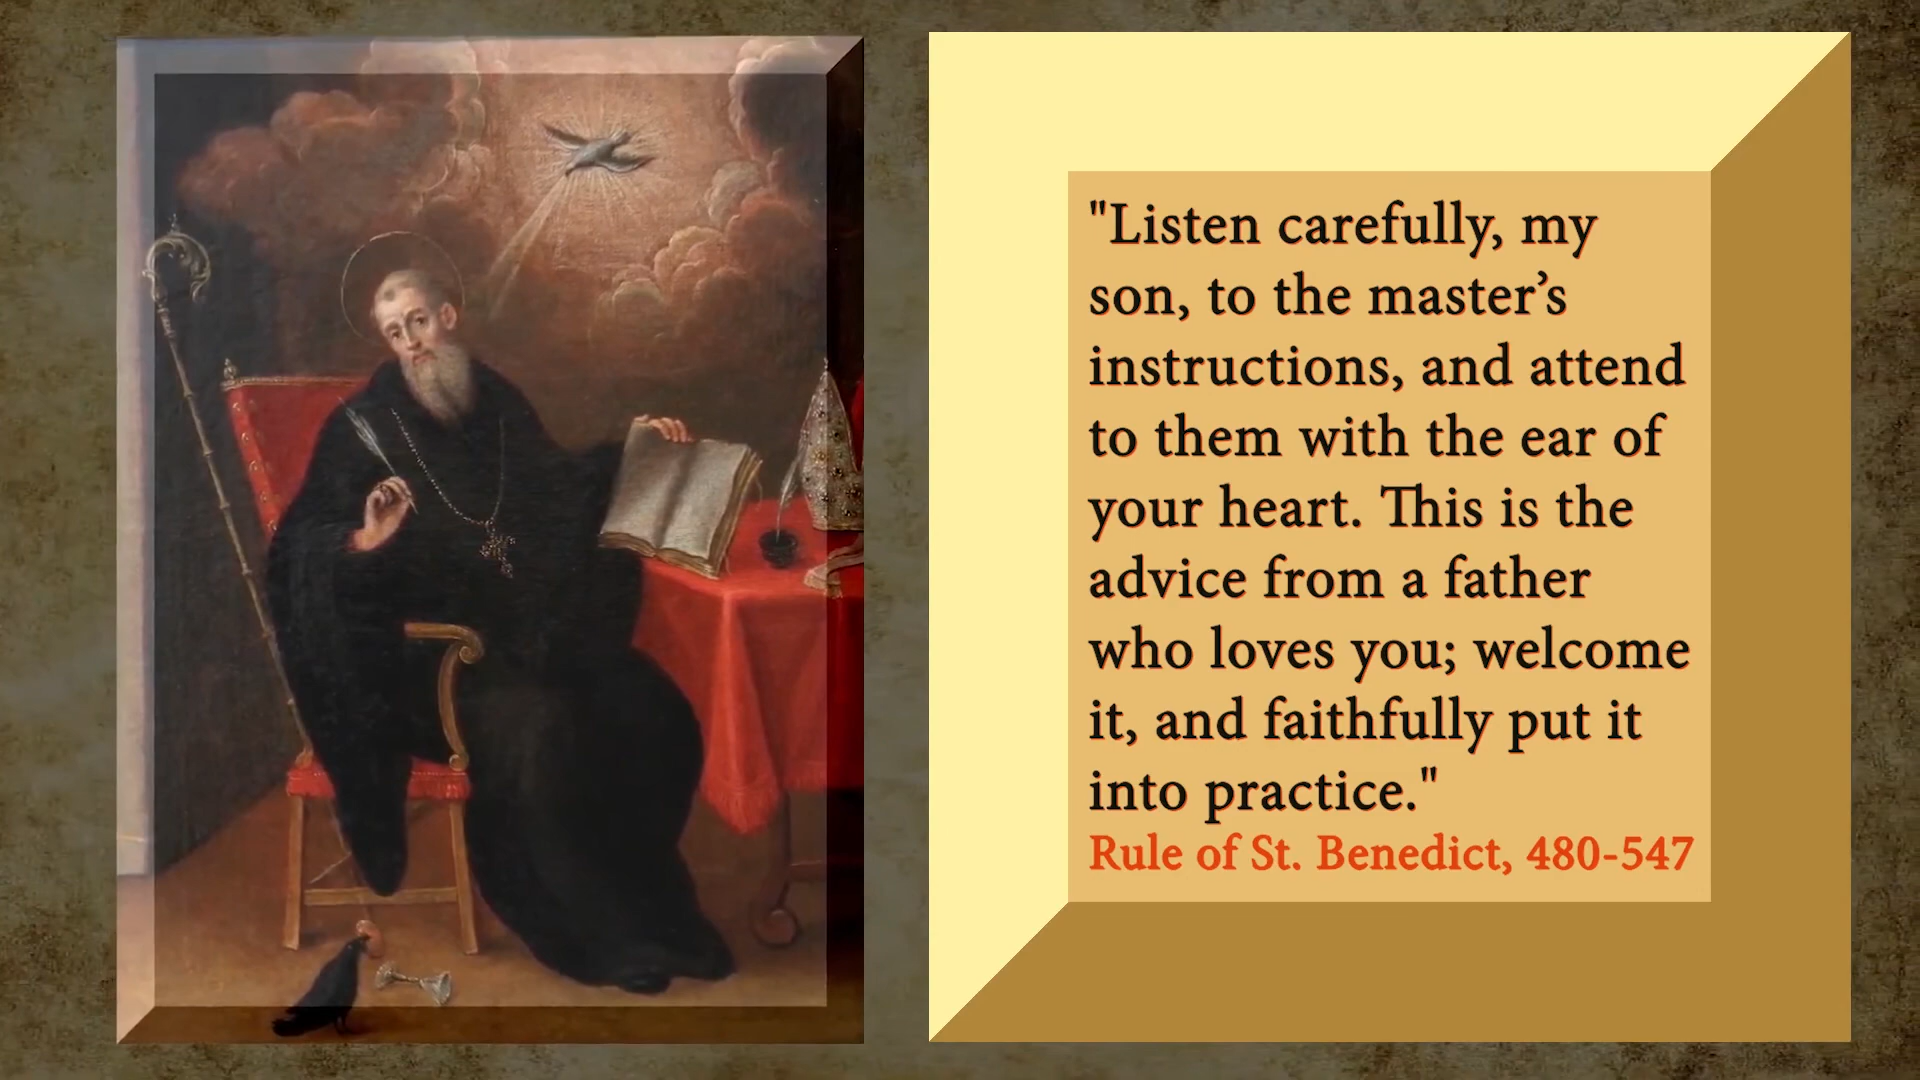 "Listen carefully, my
son, to the master’s
instructions, and attend
to them with the ear of
your heart. This is the
advice from a father
who loves you; welcome
it, and faithfully put it
into practice."
Rule of St. Benedict, 480-547